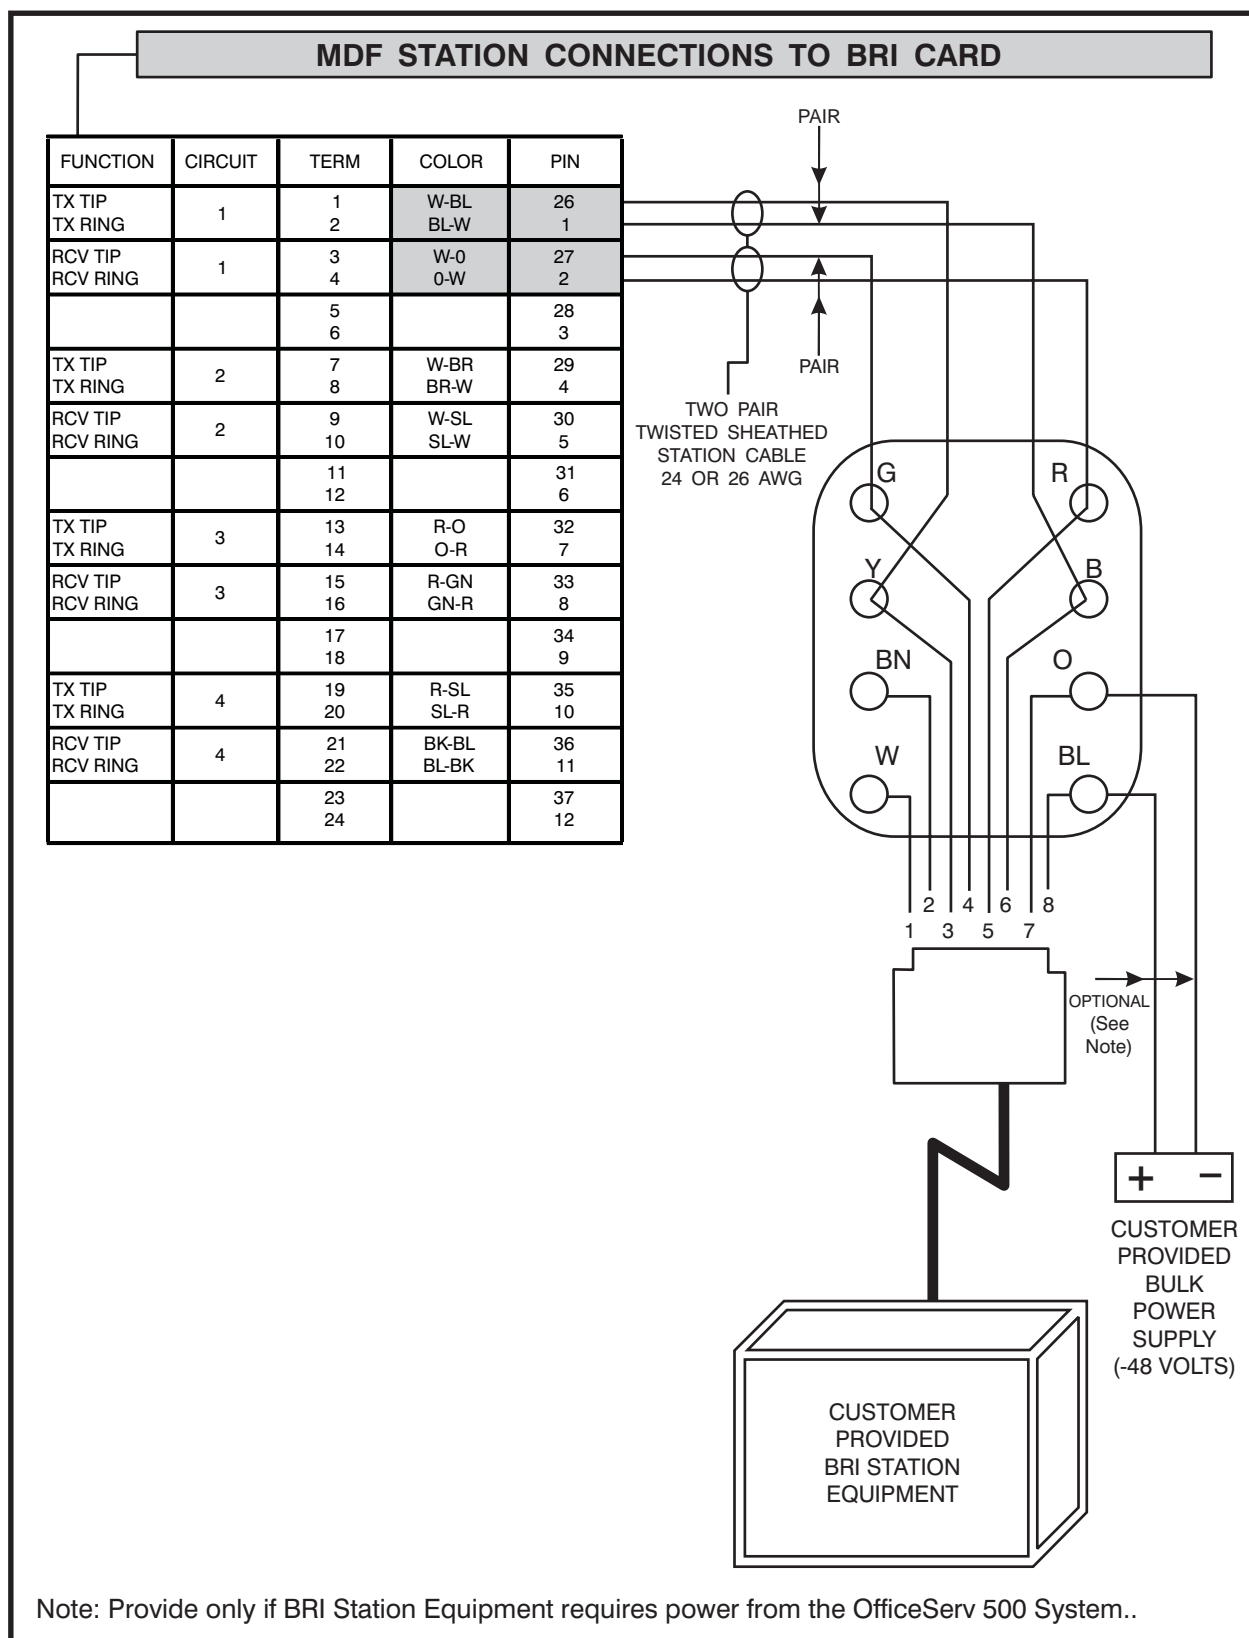 MDF STATION CONNECTIONS TO BRI CARD
FUNCTION CIRCUIT TERM COLOR PIN
TX TIP 1 1 W-BL 26
TX RING 2 BL-W 1
RCV TIP 1 3 W-0 27
RCV RING 4 0-W 2
5 28
6 3
TX TIP 2 7 W-BR 29
TX RING 8 BR-W 4
RCV TIP 2 9 W-SL 30
RCV RING 10 SL-W 5
11 31
12 6
TX TIP 3 13 R-O 32
TX RING 14 O-R 7
RCV TIP 3 15 R-GN 33
RCV RING 16 GN-R 8
17 34
18 9
TX TIP 4 19 R-SL 35
TX RING 20 SL-R 10
RCV TIP 4 21 BK-BL 36
RCV RING 22 BL-BK 11
23 37
24 12
PAIR
PAIR
TWO PAIR
TWISTED SHEATHED
STATION CABLE
24 OR 26 AWG
G R
Y B
BN O
W BL
2 4 6 8
1 3 5 7
OPTIONAL
(See
Note)
+ −
CUSTOMER
PROVIDED
BULK
POWER
SUPPLY
(-48 VOLTS)
CUSTOMER
PROVIDED
BRI STATION
EQUIPMENT
Note: Provide only if BRI Station Equipment requires power from the OfficeServ 500 System..